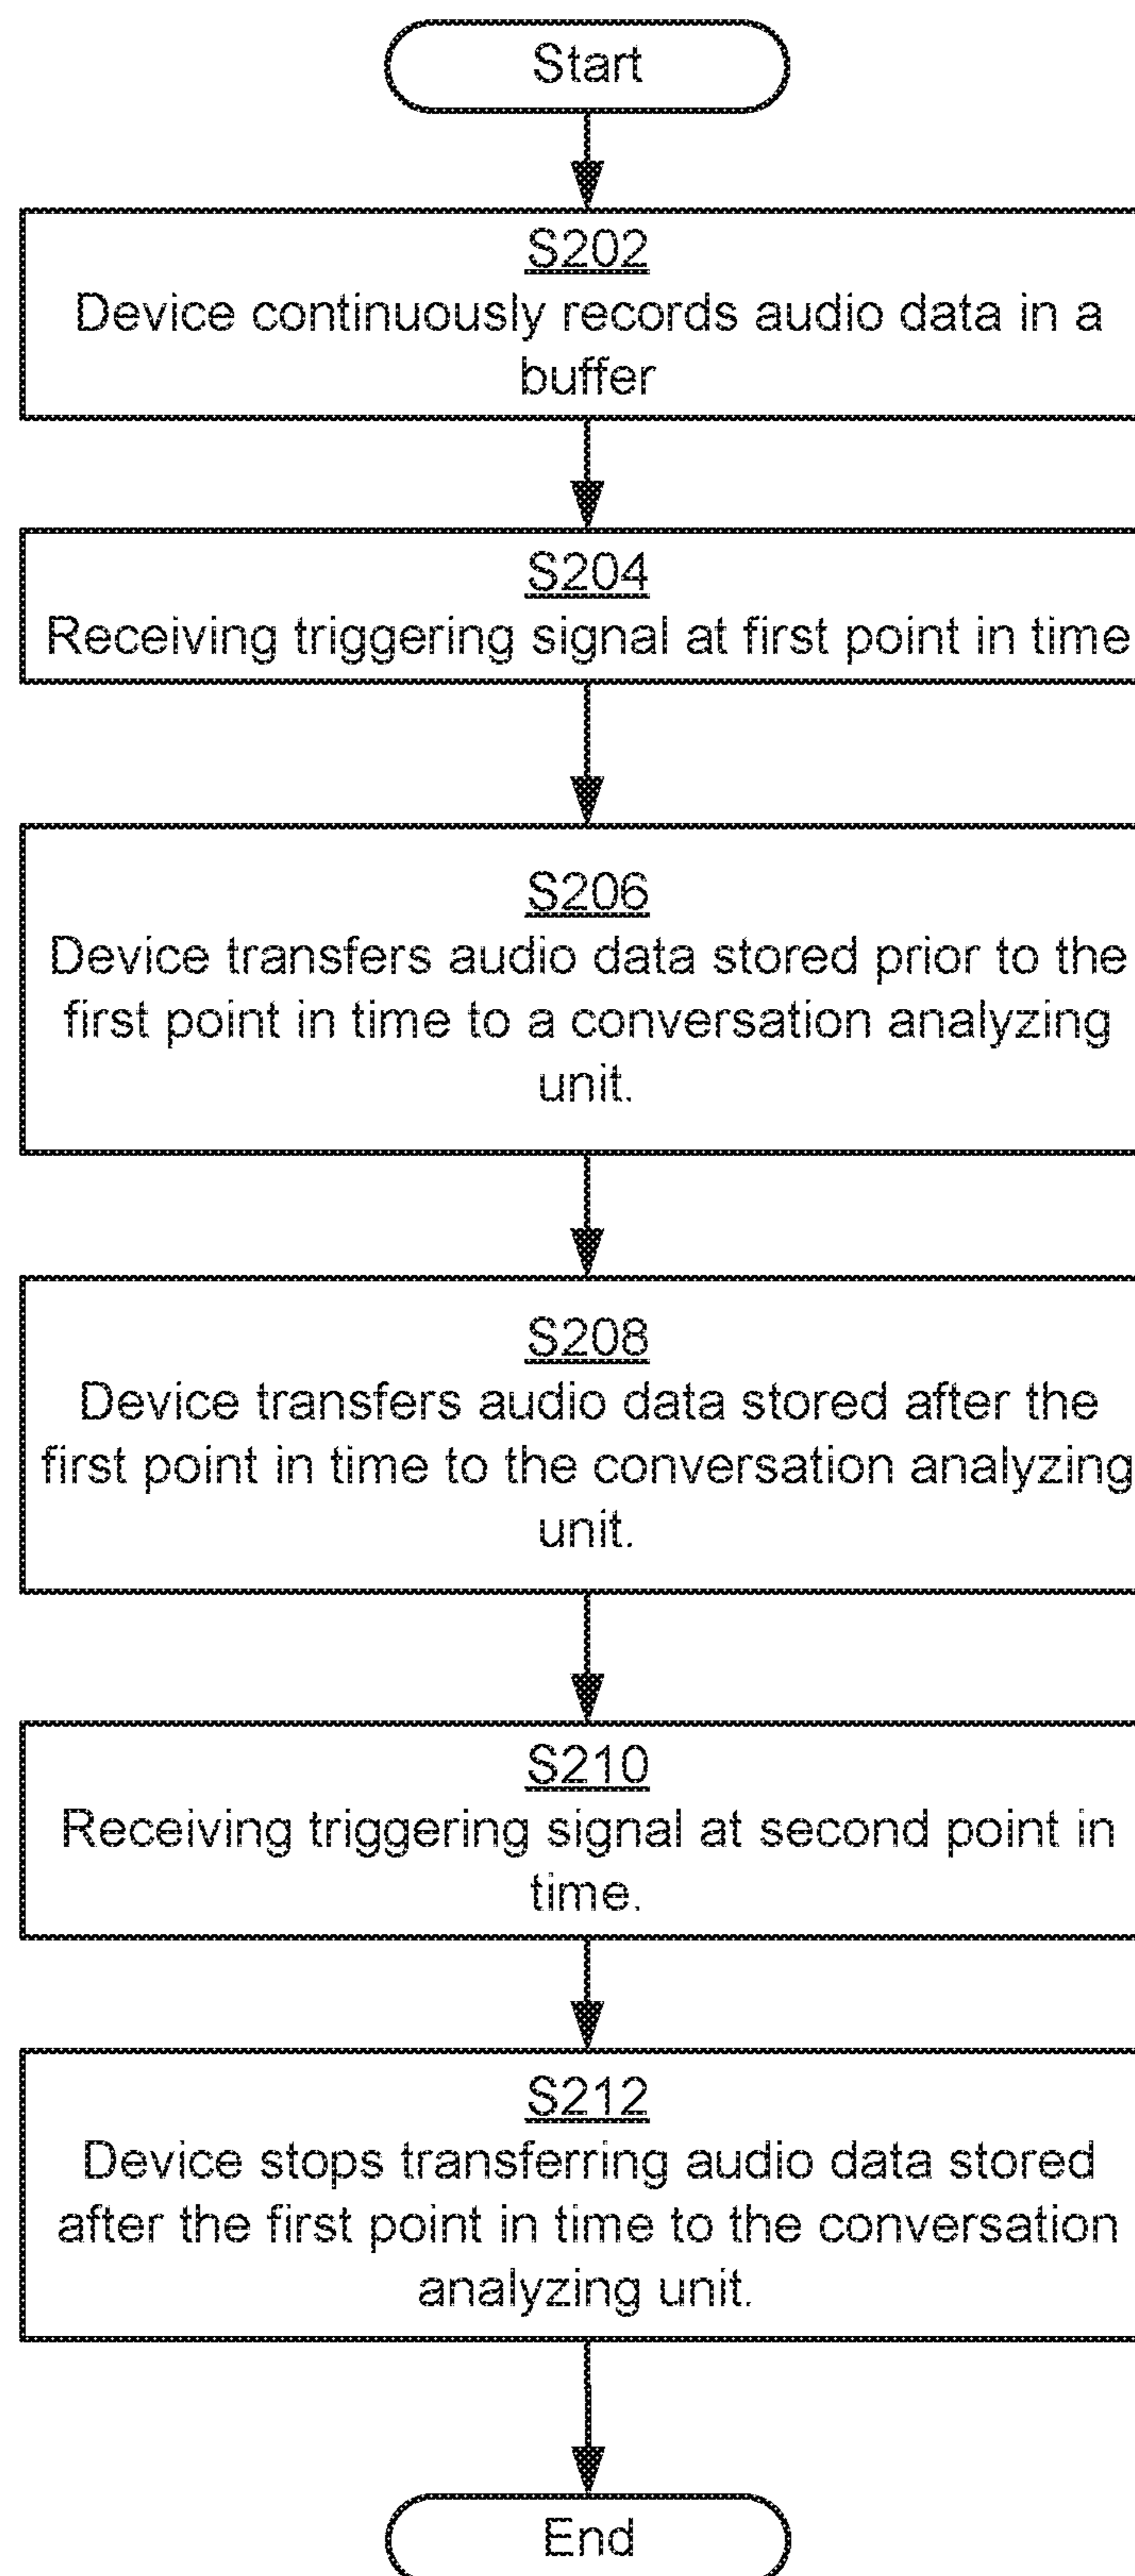 Start
S202
Device continuously records audio data in a
buffer
S204
Receiving triggering signal at first point in time
S206
Device transfers audio data stored prior to the
first point in time to a conversation analyzing
unit.
S208
Device transfers audio data stored after the
first point in time to the conversation analyzing
unit.
S210
Receiving triggering signal at second point in
time.
S212
Device stops transferring audio data stored
after the first point in time to the conversation
analyzing unit.
End